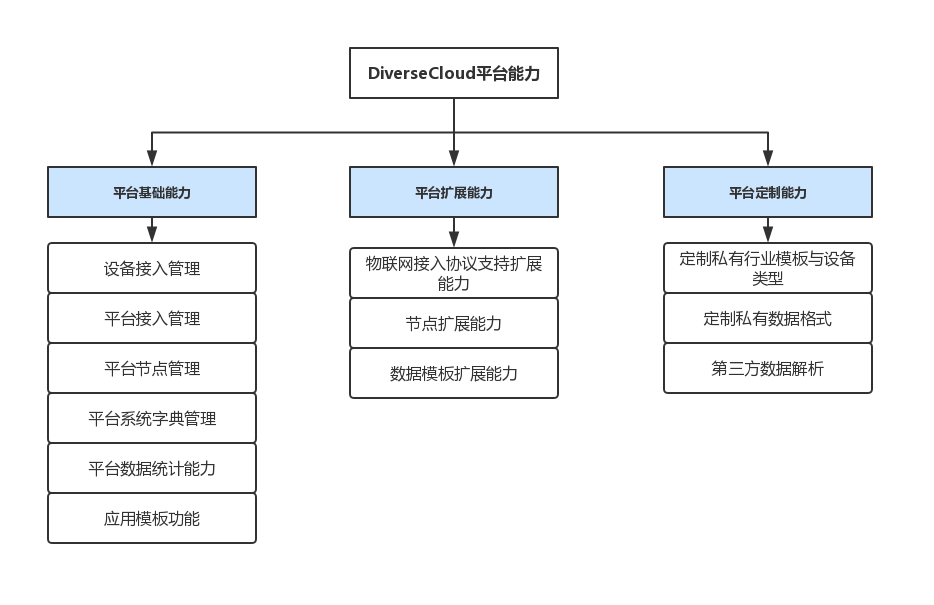 DiverseCloud平台能力
平台基础能力
平台扩展能力
平台定制能力
设备接入管理
平台接入管理
平台节点管理
平台系统字典管理
平台数据统计能力
应用模板功能
物联网接入协议支持扩展
能力
节点扩展能力
数据模板扩展能力
定制私有行业模板与设备
类型
定制私有数据格式
第三方数据解析